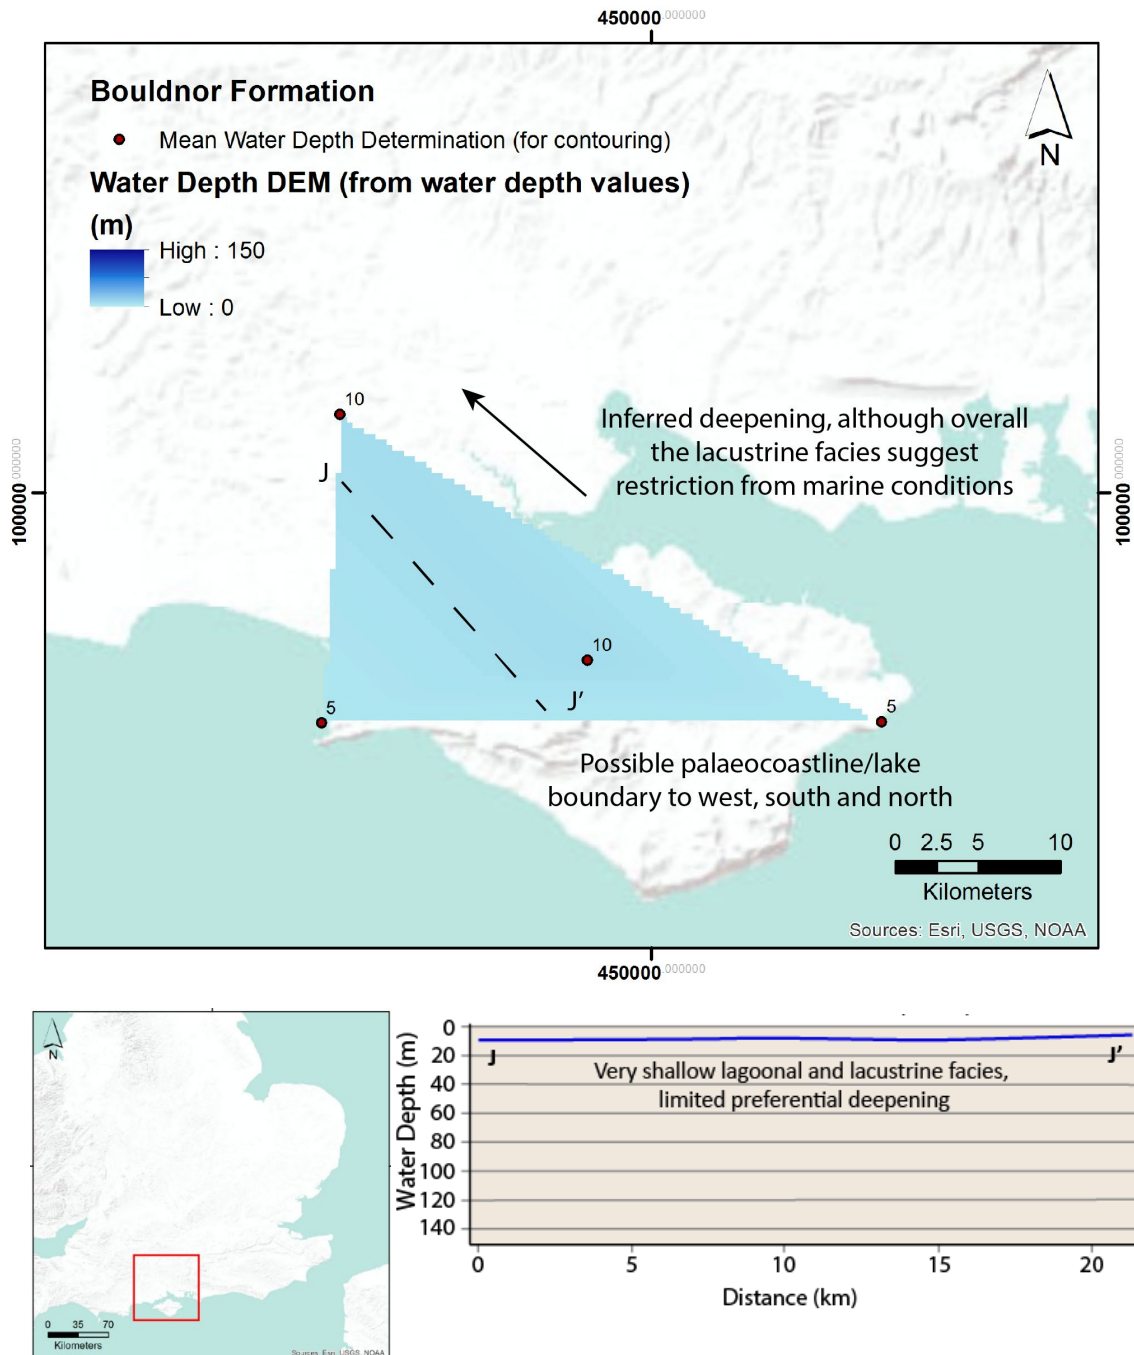 450000.000000
Bouldnor Formation
Mean Water Depth Determination (for contouring)
Water Depth DEM (from water depth values)
(m)
High : 150
Low : 0
N
10
Inferred deepening, although overall
the lacustrine facies suggest
restriction from marine conditions
J
100000.000000
100000.000000
10
J’
5
5
Possible palaeocoastline/lake
boundary to west, south and north
0 2.5 5 10
Kilometers
Sources: Esri, USGS, NOAA
450000.000000
N
0 35 70
Kilometers
Sources: Esri, USGS, NOAA
Water Depth (m)
0
20
40
60
80
100
120
140
J
J’
Very shallow lagoonal and lacustrine facies,
limited preferential deepening
0 5 10 15 20
Distance (km)